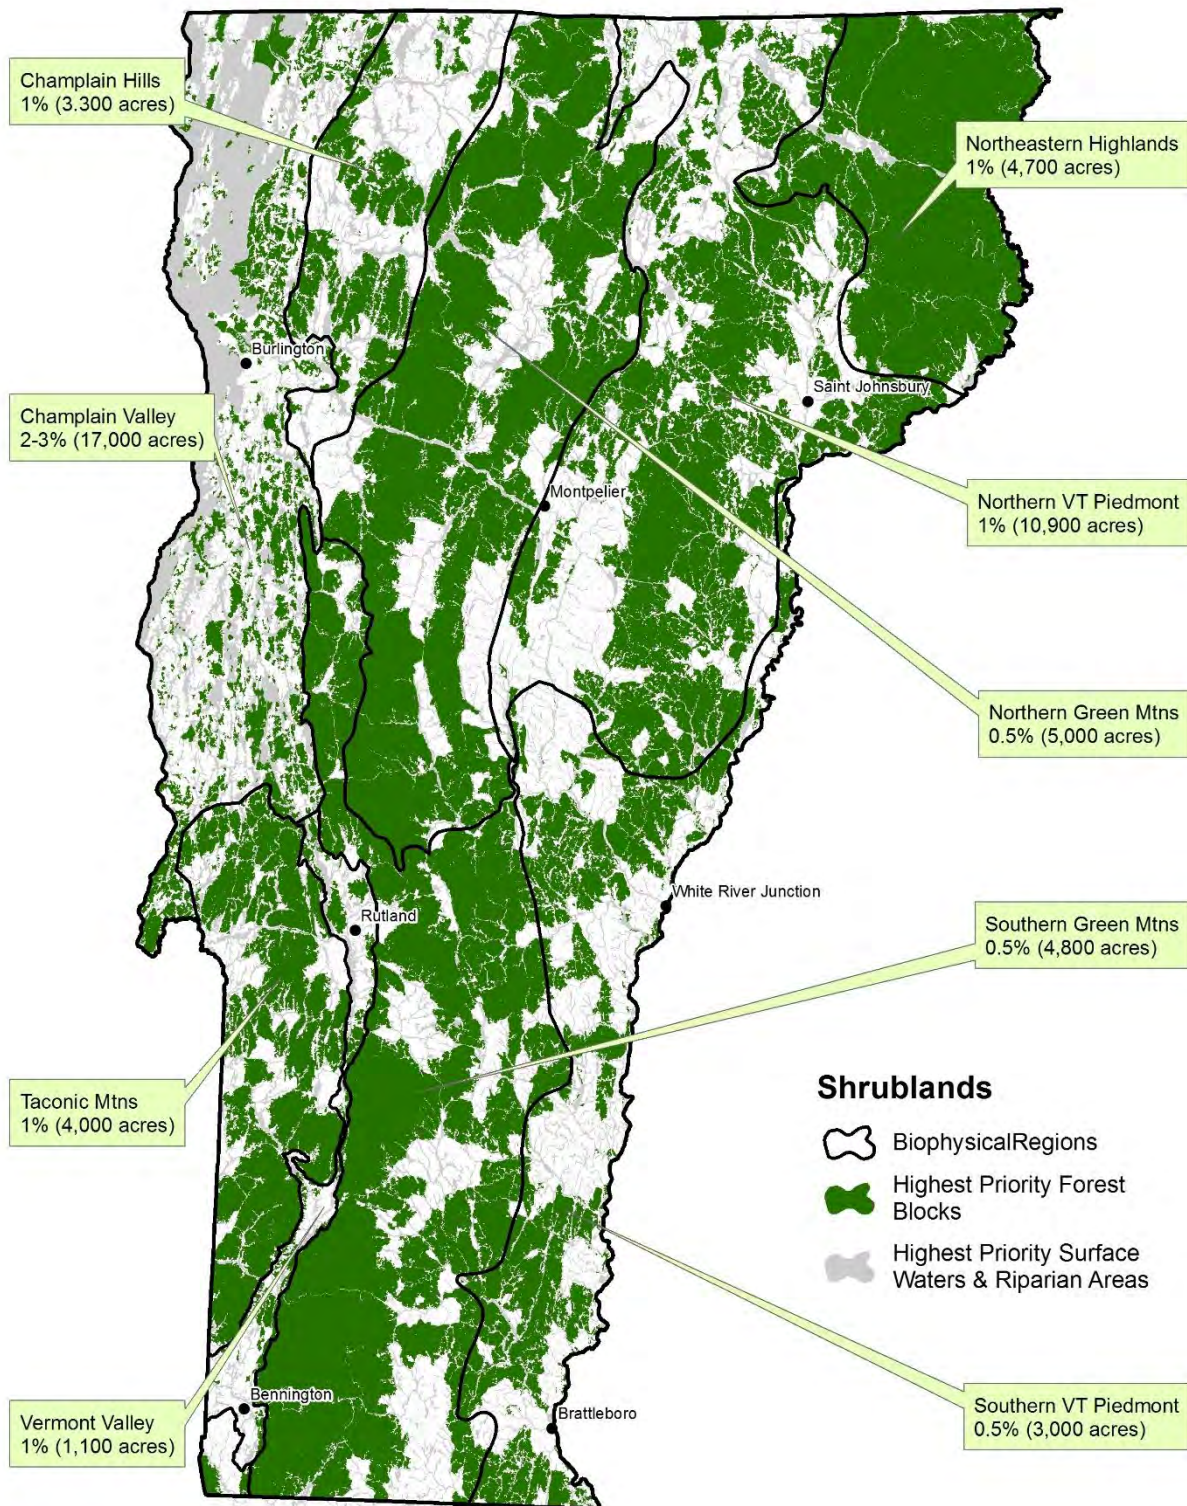 Champlain Hills
1% (3.300 acres)
Northeastern Highlands
1% (4,700 acres)
Burlington
Saint Johnsbury
Champlain Valley
2-3% (17,000 acres)
Montpelier
Northern VT Piedmont
1% (10,900 acres)
Northern Green Mtns
0.5% (5,000 acres)
White River Junction
Rutland
Southern Green Mtns
0.5% (4,800 acres)
Taconic Mtns
1% (4,000 acres)
Shrublands
BiophysicalRegions
Highest Priority Forest
Blocks
Highest Priority Surface
Waters & Riparian Areas
Bennington
Brattleboro
Vermont Valley
1% (1,100 acres)
Southern VT Piedmont
0.5% (3,000 acres)